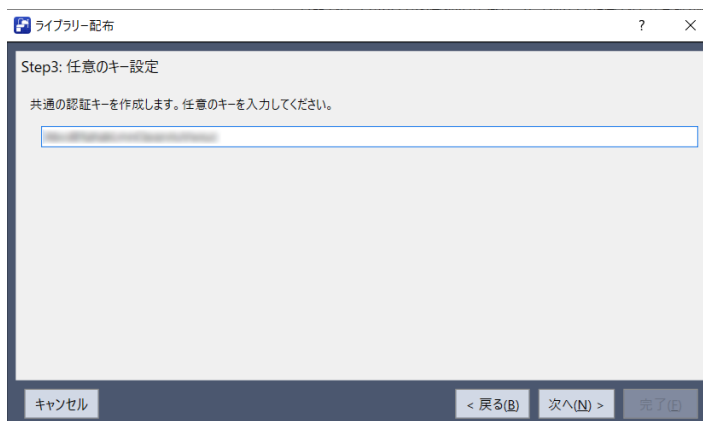 ライブラリー配布
?
×
Step3: 任意のキー設定
共通の認証キーを作成します。任意のキーを入力してください。
キャンセル
< 戻る(B)
次へ(N) >
完了(F)